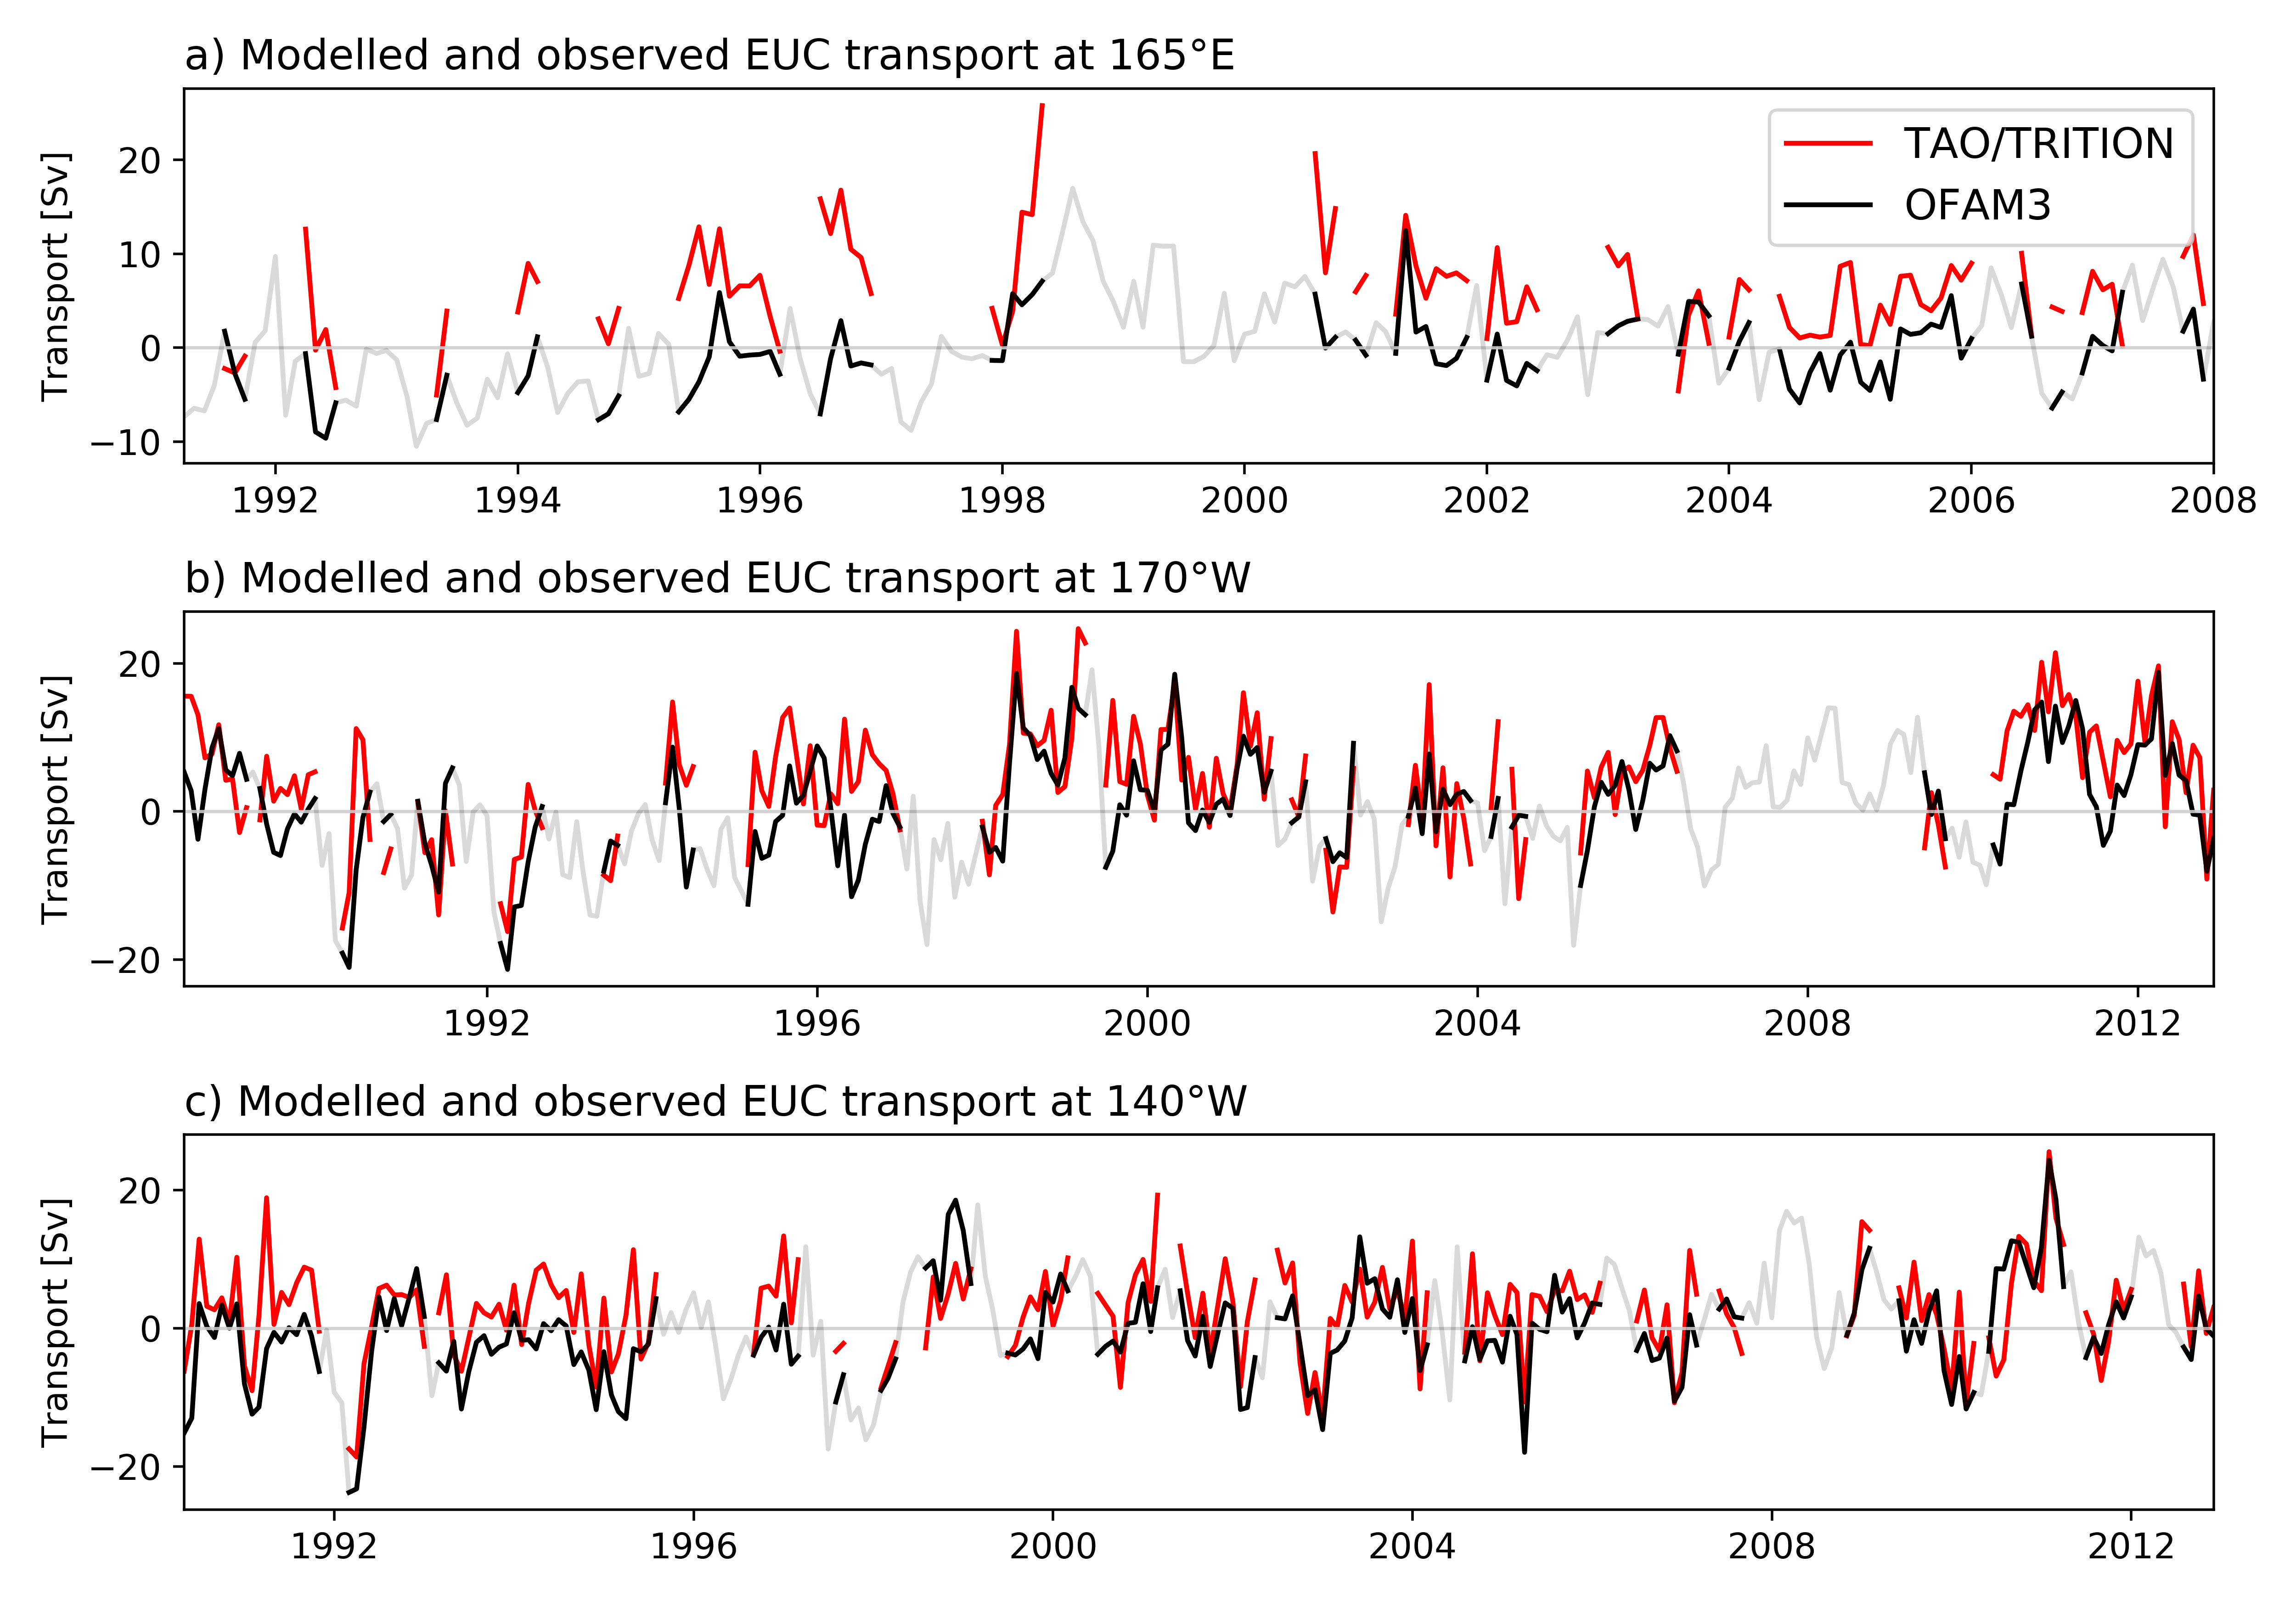 a) Modelled and observed EUC transport at 165°E
Transport [Sv]
20
10
0
−10
TAO/TRITION
OFAM3
1992 1994 1996 1998 2000 2002 2004 2006 2008
b) Modelled and observed EUC transport at 170°W
Transport [Sv]
20
0
−20
1992 1996 2000 2004 2008 2012
c) Modelled and observed EUC transport at 140°W
Transport [Sv]
20
0
−20
1992 1996 2000 2004 2008 2012